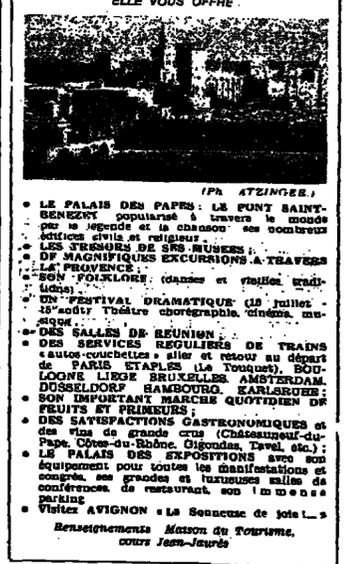 ELLE VOUS OFFRE :
(Ph. ATZINGER.)
● LE PALAIS DES PAPES : LE PONT SAINT-
BENEZET popularisé à travers le monde
par la légende et la chanson ses nombreux
édifices civils et religieux.
● LES TRESORS DE SES MUSEES ;
● DE MAGNIFIQUES EXCURSIONS A TRAVERS
LA PROVENCE ;
● SON FOLKLORE (danses et vieilles tradi-
tions)
● UN FESTIVAL DRAMATIQUE (15 juillet -
15 août) Théâtre chorégraphie, cinéma, mu-
sique.
● DES SALLES DE REUNION ;
● DES SERVICES REGULIERS DE TRAINS
« autos-couchettes » aller et retour au départ
de PARIS ETAPLES (Le Touquet), BOU-
LOGNE LIEGE BRUXELLES, AMSTERDAM,
DUSSELDORF HAMBOURG, KARLSRUHE ;
● SON IMPORTANT MARCHE QUOTIDIEN DE
FRUITS ET PRIMEURS ;
● DES SATISFACTIONS GASTRONOMIQUES et
des vins de grands crus (Châteauneuf-du-
Pape, Côtes-du-Rhône, Gigondas, Tavel, etc.) ;
● LE PALAIS DES EXPOSITIONS avec son
équipement pour toutes les manifestations et
congrès, ses grandes et luxueuses salles de
conférences, de restaurant, son immense
parking
● Visitez AVIGNON « La Sonneuse de joie !... »
Renseignements Maison du Tourisme,
cours Jean-Jaurès